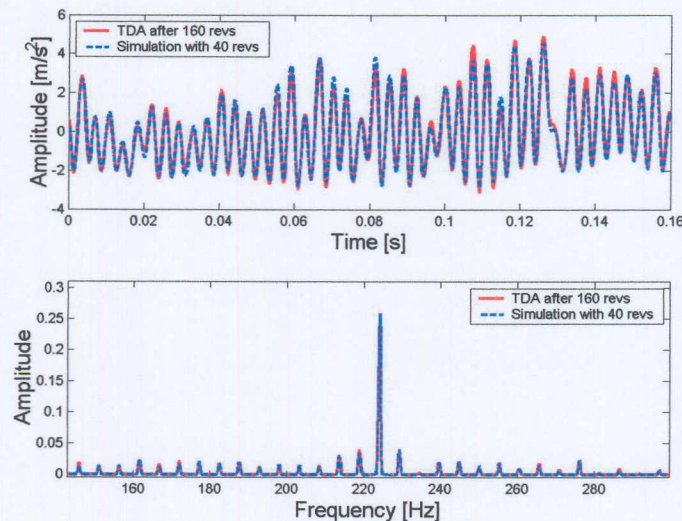 6
4
2
0
-2
-4
Amplitude [m/s²]
TDA after 160 revs
Simulation with 40 revs
0 0.02 0.04 0.06 0.08 0.1 0.12 0.14 0.16
Time [s]
0.3
0.25
0.2
0.15
0.1
0.05
0
Amplitude
TDA after 160 revs
Simulation with 40 revs
160 180 200 220 240 260 280
Frequency [Hz]